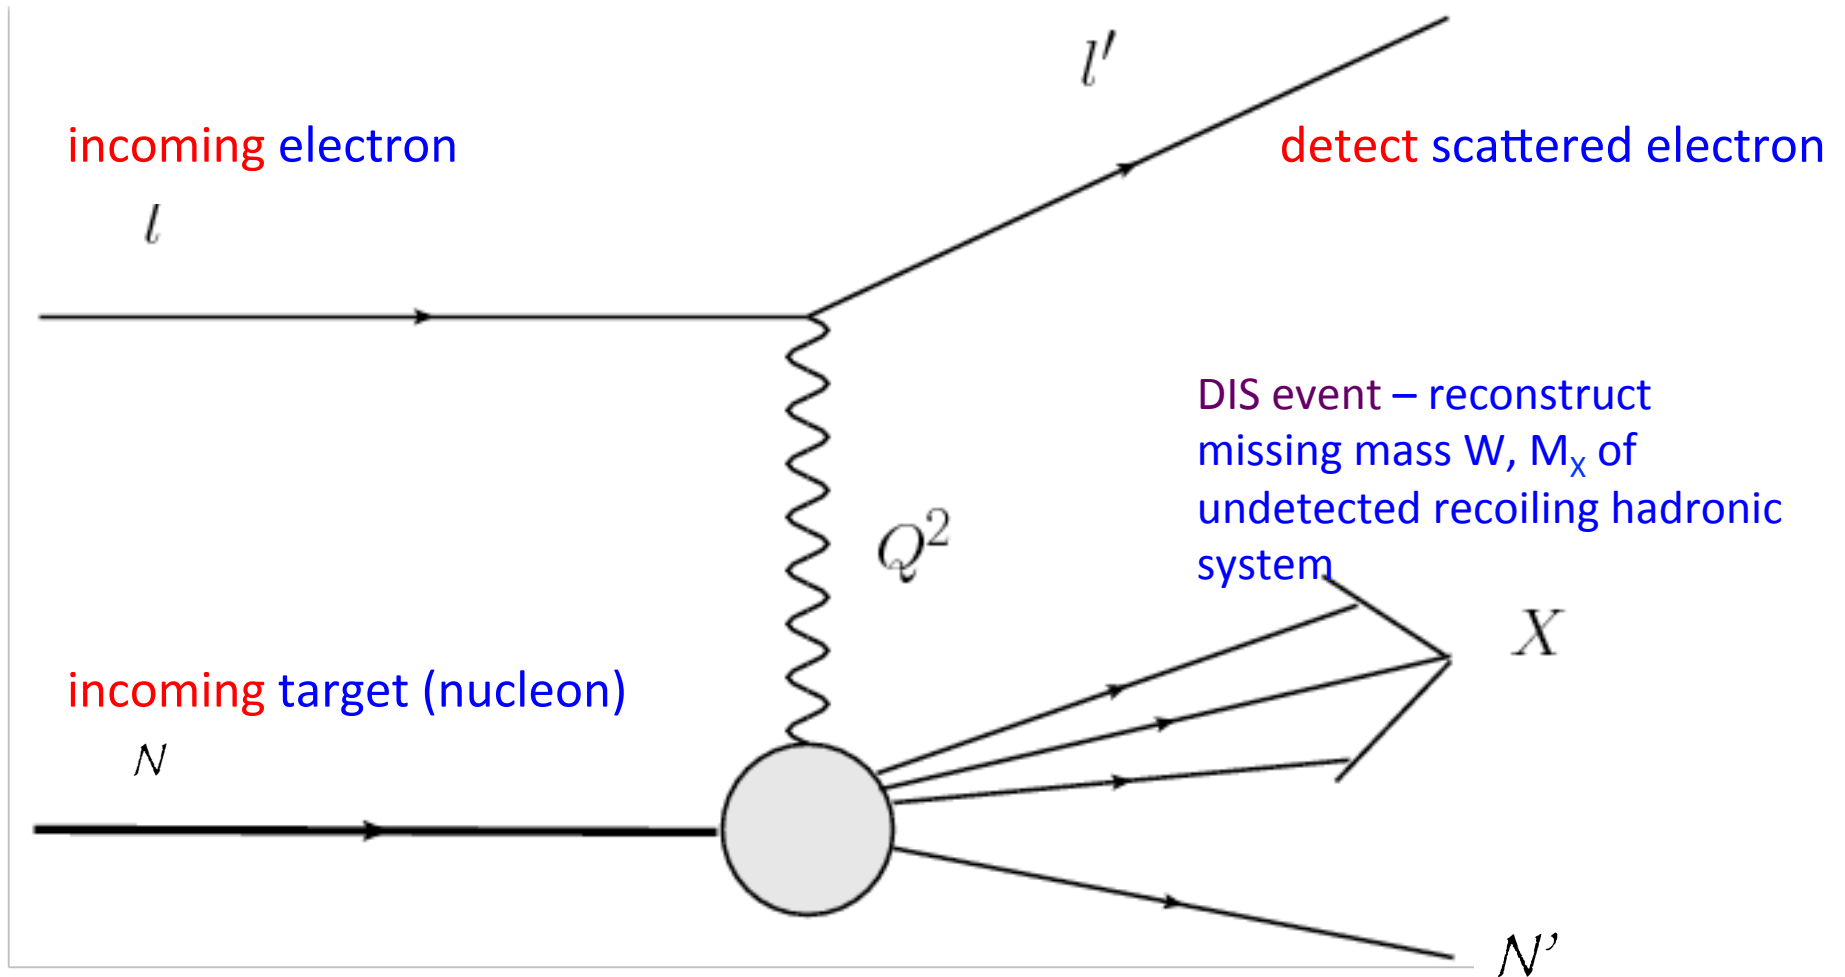 l′
incoming electron
detect scattered electron
l
DIS event – reconstruct
missing mass W, Mₓ of
undetected recoiling hadronic
system
Q²
X
incoming target (nucleon)
N
N’